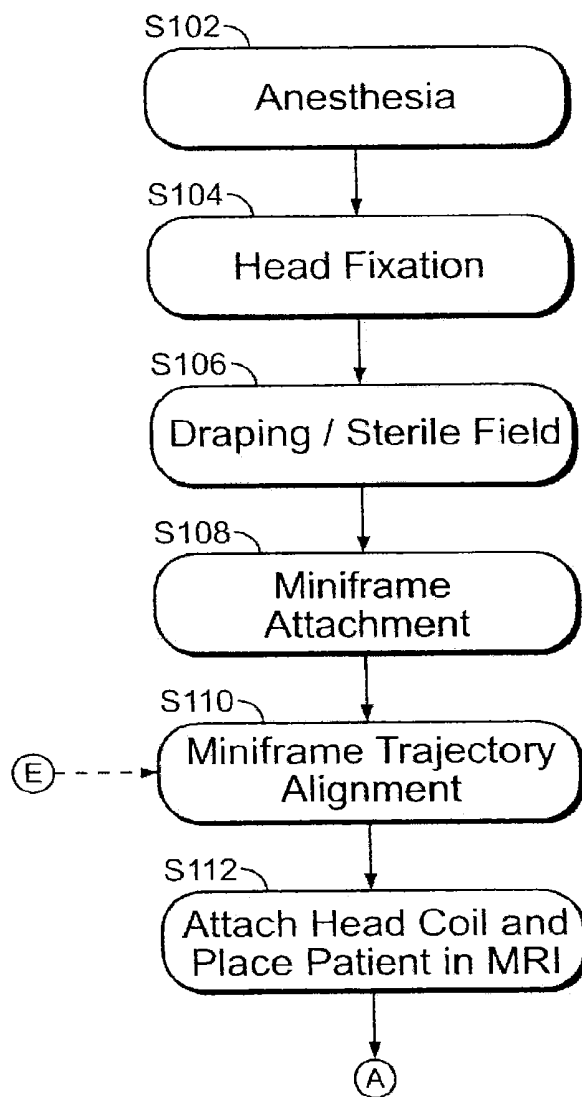 S102
Anesthesia
S104
Head Fixation
S106
Draping / Sterile Field
S108
Miniframe
Attachment
S110
E
Miniframe Trajectory
Alignment
S112
Attach Head Coil and
Place Patient in MRI
A